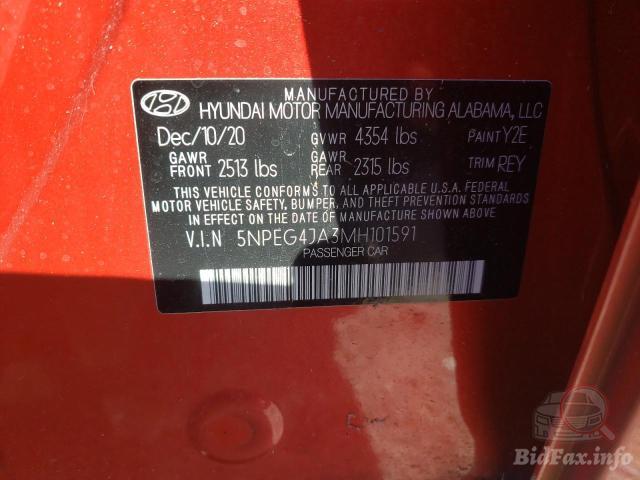 MANUFACTURED BY
HYUNDAI MOTOR MANUFACTURING ALABAMA, LLC
Dec/10/20 GVWR 4354 lbs PAINT Y2E
GAWR FRONT 2513 lbs GAWR REAR 2315 lbs TRIM REY
THIS VEHICLE CONFORMS TO ALL APPLICABLE U.S.A. FEDERAL
MOTOR VEHICLE SAFETY, BUMPER, AND THEFT PREVENTION STANDARDS
IN EFFECT ON THE DATE OF MANUFACTURE SHOWN ABOVE
V.I.N 5NPEG4JA3MH101591
PASSENGER CAR
BidFax.info